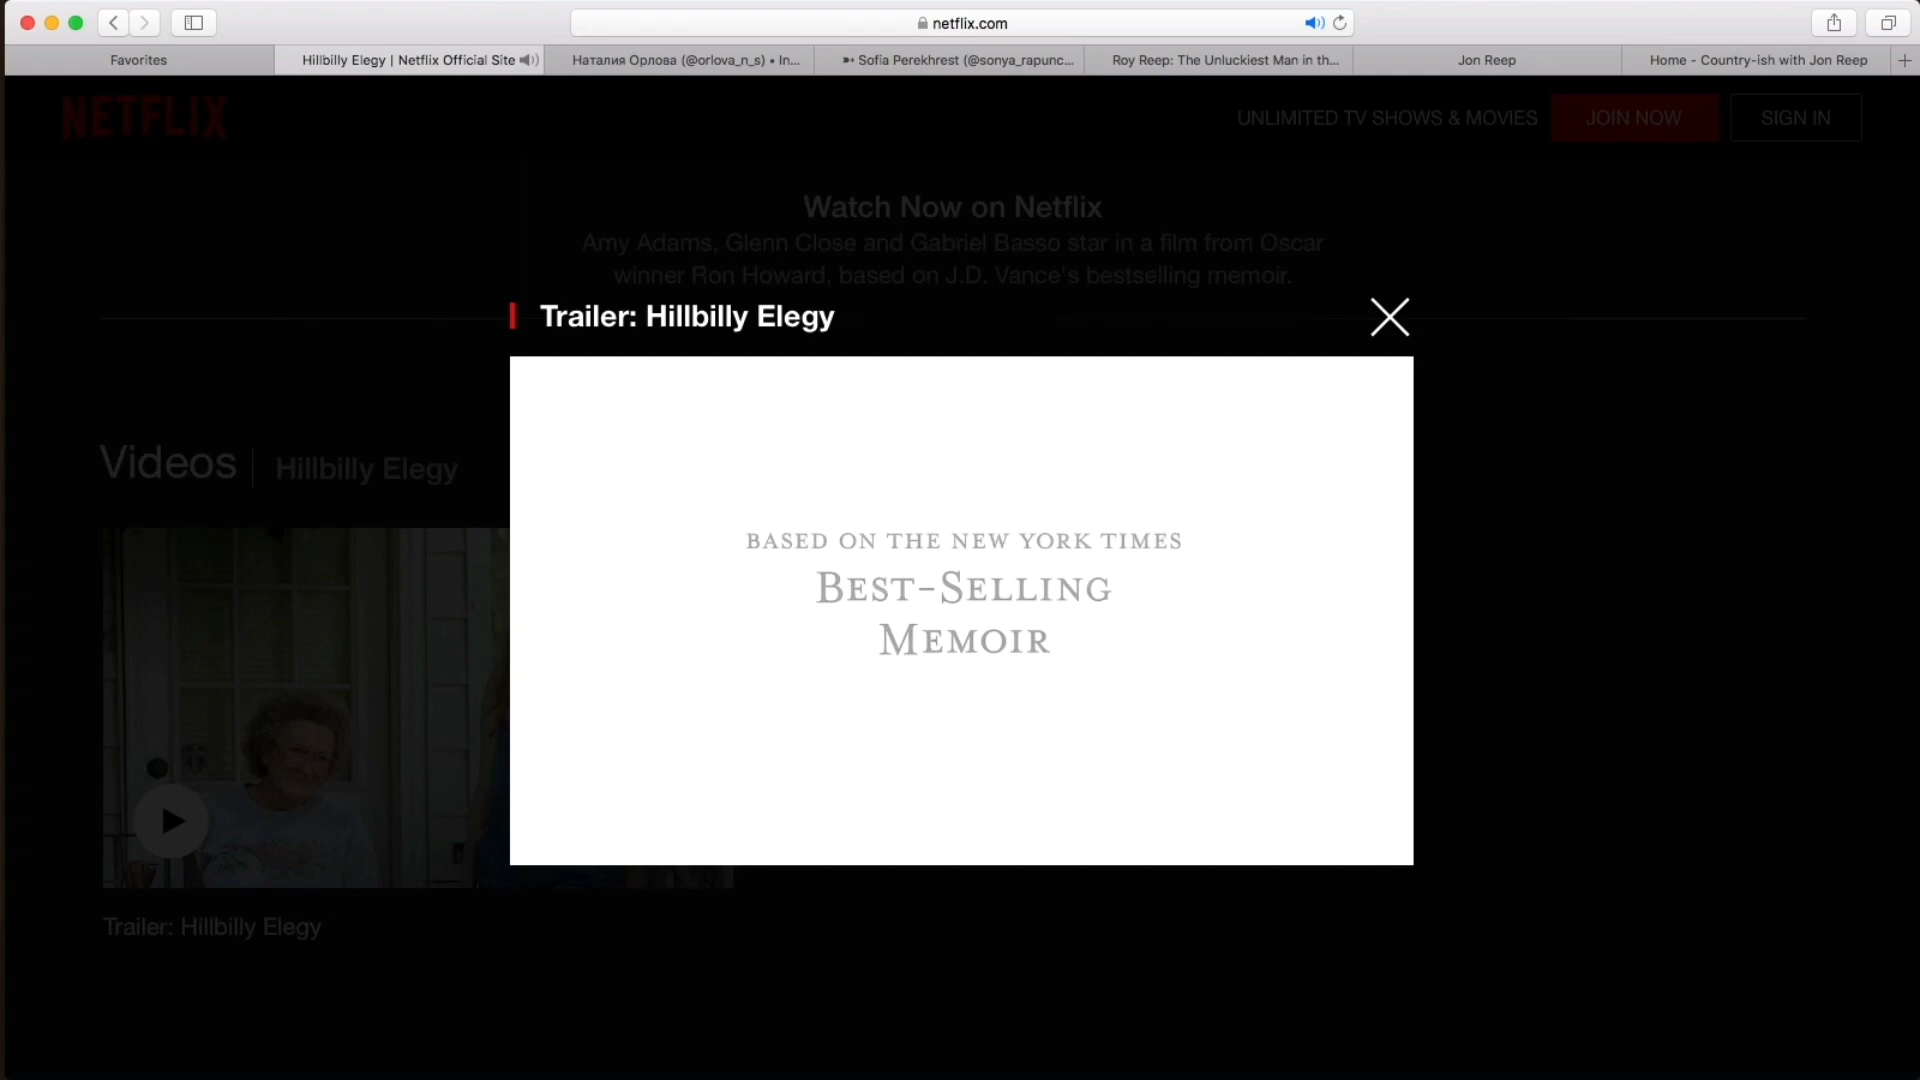 netflix.com
Favorites
Hillbilly Elegy | Netflix Official Site
Наталия Орлова (@orlova_n_s) • In...
➳ Sofia Perekhrest (@sonya_rapunc...
Roy Reep: The Unluckiest Man in th...
Jon Reep
Home - Country-ish with Jon Reep
NETFLIX
UNLIMITED TV SHOWS & MOVIES
JOIN NOW
SIGN IN
Watch Now on Netflix
Amy Adams, Glenn Close and Gabriel Basso star in a film from Oscar
winner Ron Howard, based on J.D. Vance's bestselling memoir.
Trailer: Hillbilly Elegy
Videos
Hillbilly Elegy
BASED ON THE NEW YORK TIMES
BEST-SELLING
MEMOIR
Trailer: Hillbilly Elegy